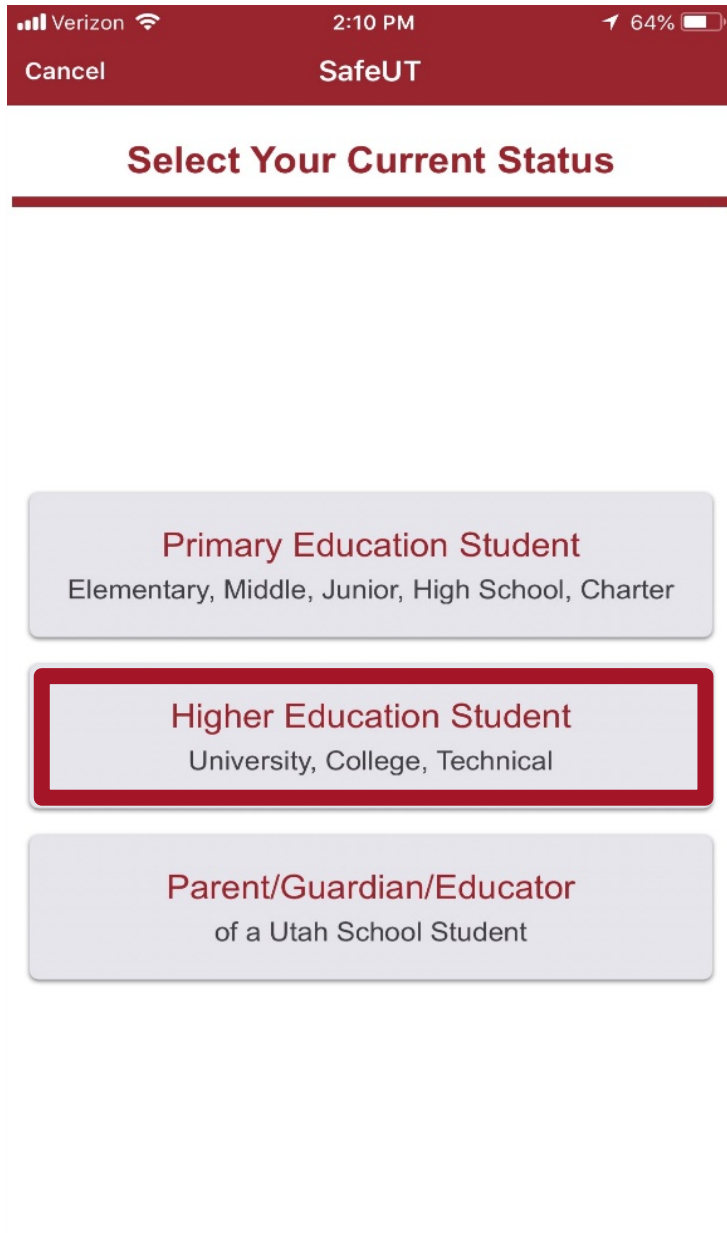 Verizon 2:10 PM 64%
Cancel SafeUT
Select Your Current Status
Primary Education Student
Elementary, Middle, Junior, High School, Charter
Higher Education Student
University, College, Technical
Parent/Guardian/Educator
of a Utah School Student